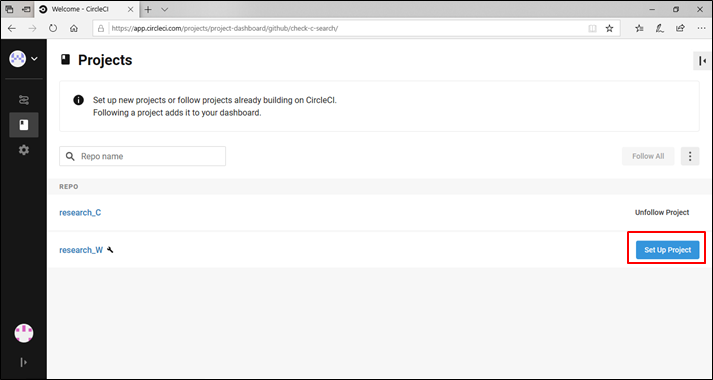 Welcome - CircleCI
https://app.circleci.com/projects/project-dashboard/github/check-c-search/
Projects
Set up new projects or follow projects already building on CircleCI.
Following a project adds it to your dashboard.
Repo name
Follow All
REPO
research_C
Unfollow Project
research_W
Set Up Project